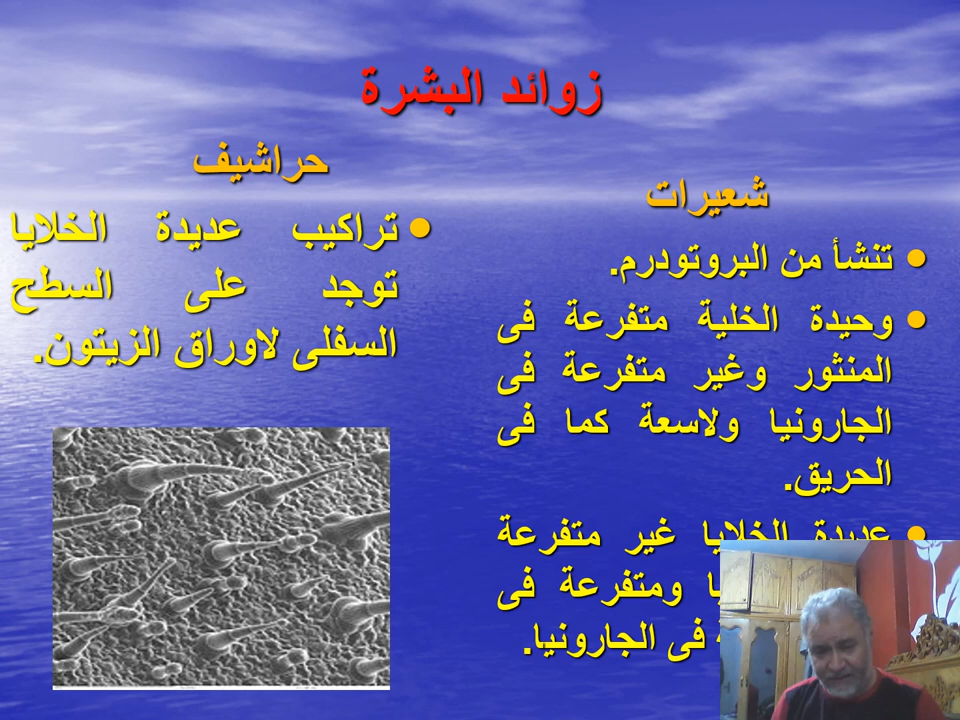 زوائد البشرة
شعيرات
تنشأ من البروتودرم.
وحيدة الخلية متفرعة فى
المنثور وغير متفرعة فى
الجارونيا ولاسعة كما فى
الحريق.
عديدة الخلايا غير متفرعة
ومتفرعة فى
فى الجارونيا.
حراشيف
تراكيب عديدة الخلايا
توجد على السطح
السفلى لاوراق الزيتون.